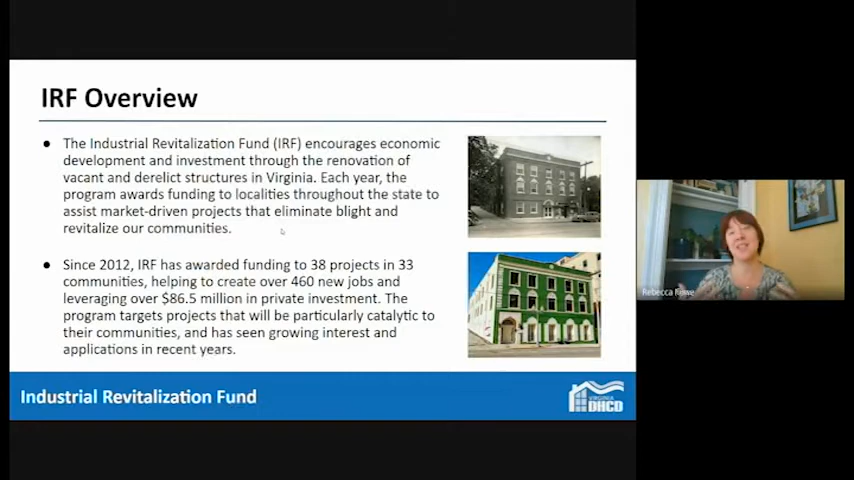 IRF Overview
● The Industrial Revitalization Fund (IRF) encourages economic
development and investment through the renovation of
vacant and derelict structures in Virginia. Each year, the
program awards funding to localities throughout the state to
assist market-driven projects that eliminate blight and
revitalize our communities.
● Since 2012, IRF has awarded funding to 38 projects in 33
communities, helping to create over 460 new jobs and
leveraging over $86.5 million in private investment. The
program targets projects that will be particularly catalytic to
their communities, and has seen growing interest and
applications in recent years.
Industrial Revitalization Fund
VIRGINIA
DHCD
Rebecca